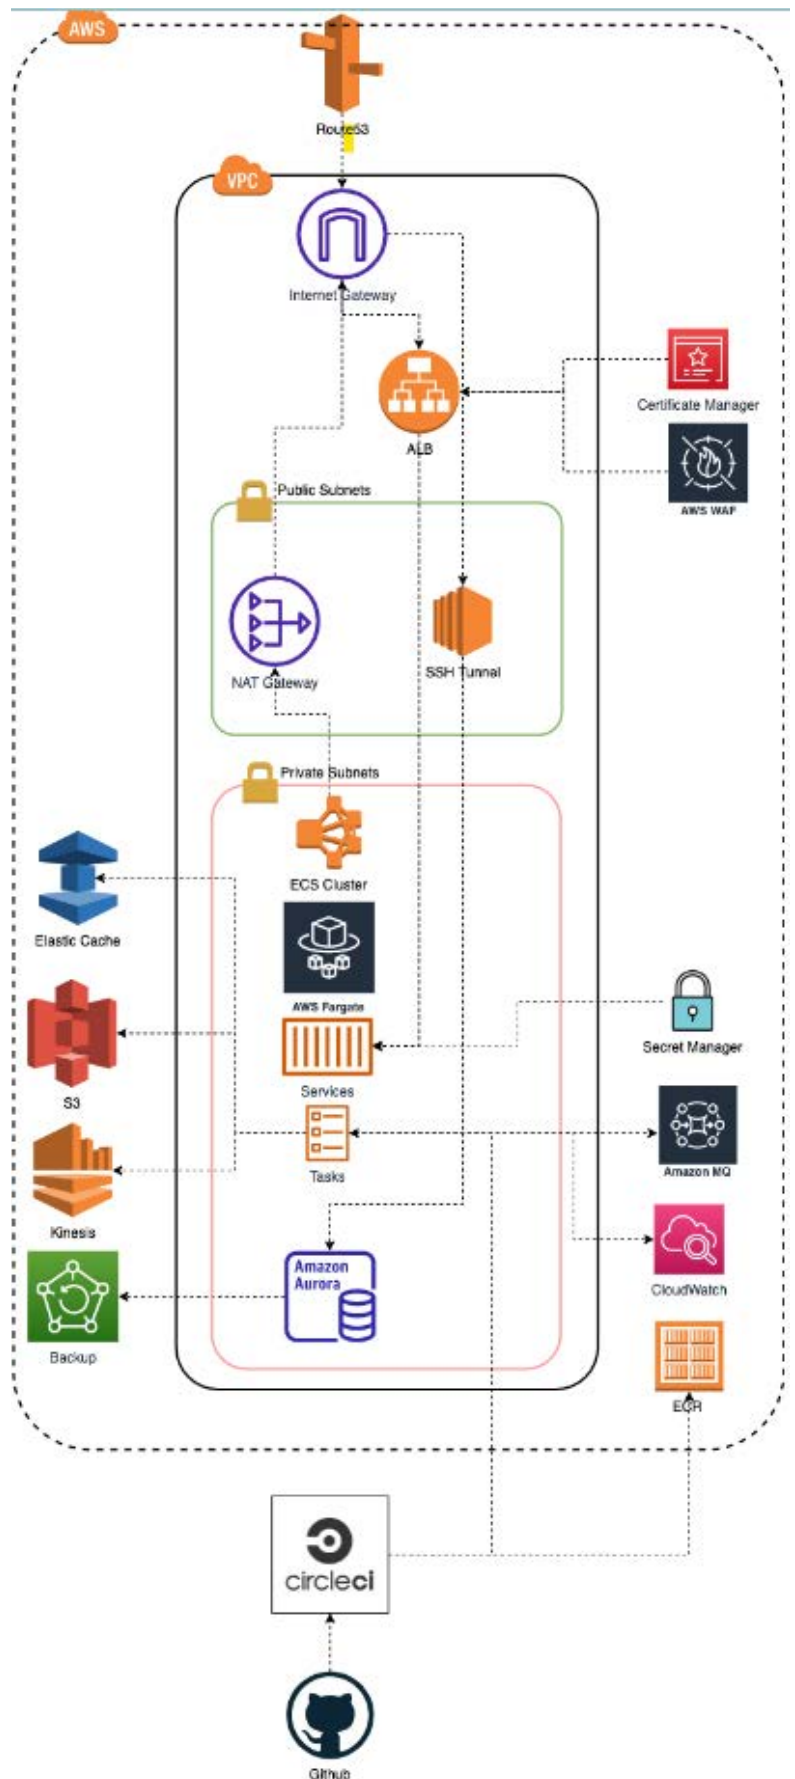 AWS
Route53
VPC
Internet Gateway
ALB
Certificate Manager
AWS WAF
Public Subnets
NAT Gateway
SSH Tunnel
Private Subnets
ECS Cluster
Elastic Cache
AWS Fargate
Services
Secret Manager
S3
Tasks
Amazon MQ
Kinesis
Amazon
Aurora
CloudWatch
Backup
ECR
circleci
Github